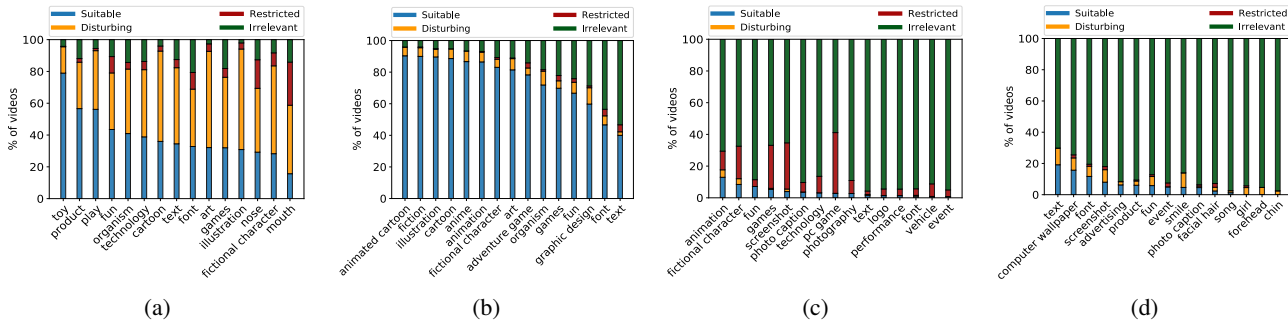 Suitable Restricted
Disturbing Irrelevant
% of videos
100
80
60
40
20
0
toy
product
play
fun
organism
technology
cartoon
text
font
art
games
illustration
nose
fictional character
mouth
(a)
Suitable Restricted
Disturbing Irrelevant
% of videos
100
80
60
40
20
0
animated cartoon
fiction
illustration
cartoon
anime
animation
fictional character
art
adventure game
organism
games
fun
graphic design
font
text
(b)
Suitable Restricted
Disturbing Irrelevant
% of videos
100
80
60
40
20
0
animation
fictional character
fun
games
screenshot
photo caption
technology
pc game
photography
text
logo
performance
font
vehicle
event
(c)
Suitable Restricted
Disturbing Irrelevant
% of videos
100
80
60
40
20
0
text
computer wallpaper
font
screenshot
advertising
product
fun
event
smile
photo caption
facial hair
song
girl
forehead
chin
(d)